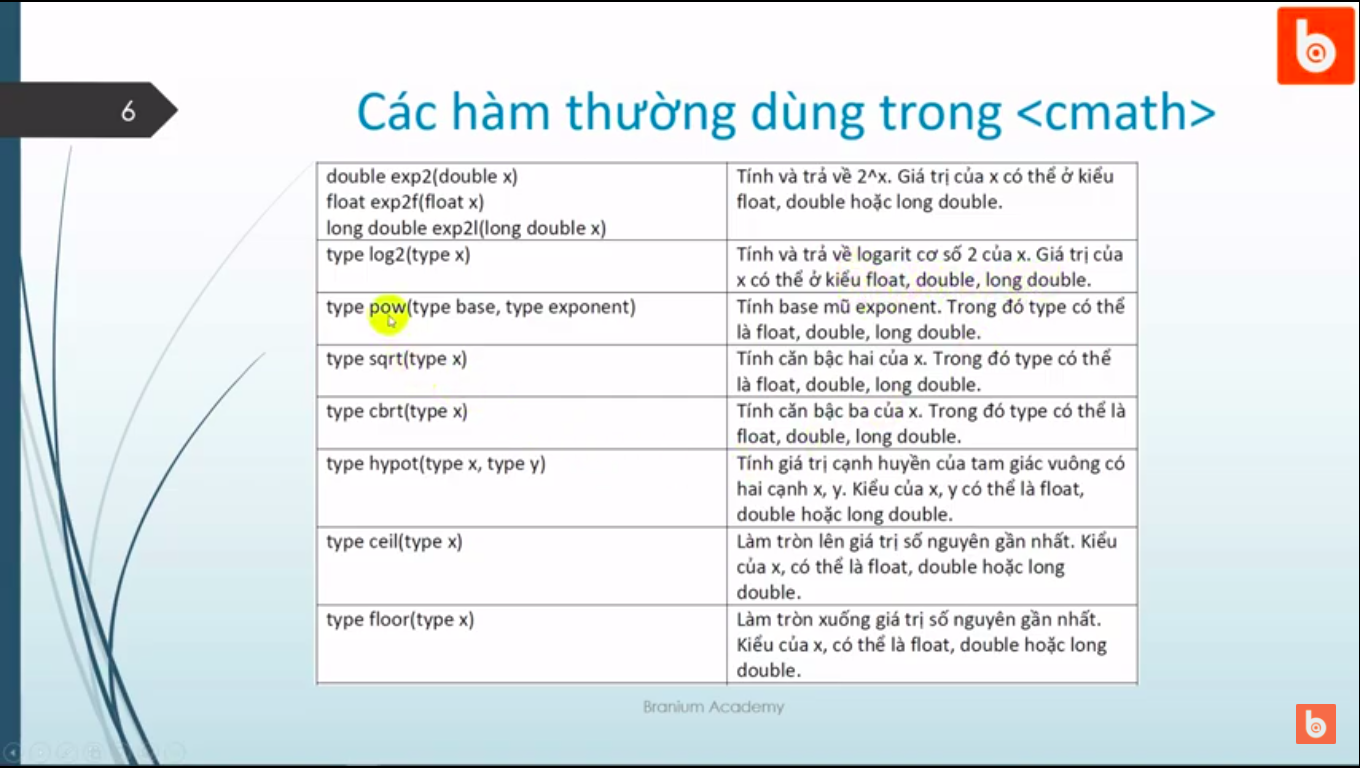 6
Các hàm thường dùng trong <cmath>
double exp2(double x)
float exp2f(float x)
long double exp2l(long double x)
Tính và trả về 2^x. Giá trị của x có thể ở kiểu
float, double hoặc long double.
type log2(type x)
Tính và trả về logarit cơ số 2 của x. Giá trị của
x có thể ở kiểu float, double, long double.
type pow(type base, type exponent)
Tính base mũ exponent. Trong đó type có thể
là float, double, long double.
type sqrt(type x)
Tính căn bậc hai của x. Trong đó type có thể
là float, double, long double.
type cbrt(type x)
Tính căn bậc ba của x. Trong đó type có thể là
float, double, long double.
type hypot(type x, type y)
Tính giá trị cạnh huyền của tam giác vuông có
hai cạnh x, y. Kiểu của x, y có thể là float,
double hoặc long double.
type ceil(type x)
Làm tròn lên giá trị số nguyên gần nhất. Kiểu
của x, có thể là float, double hoặc long
double.
type floor(type x)
Làm tròn xuống giá trị số nguyên gần nhất.
Kiểu của x, có thể là float, double hoặc long
double.
Branium Academy